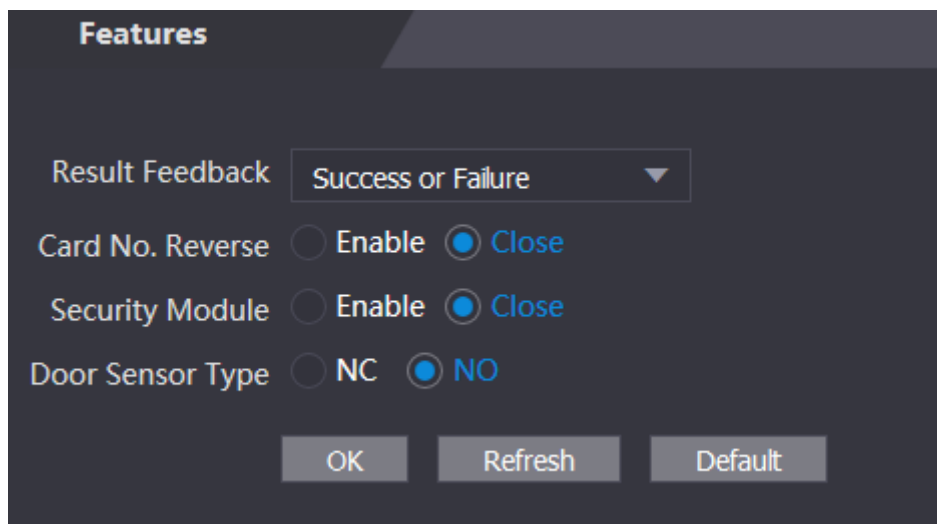 Features
Result Feedback Success or Failure
Card No. Reverse Enable Close
Security Module Enable Close
Door Sensor Type NC NO
OK Refresh Default